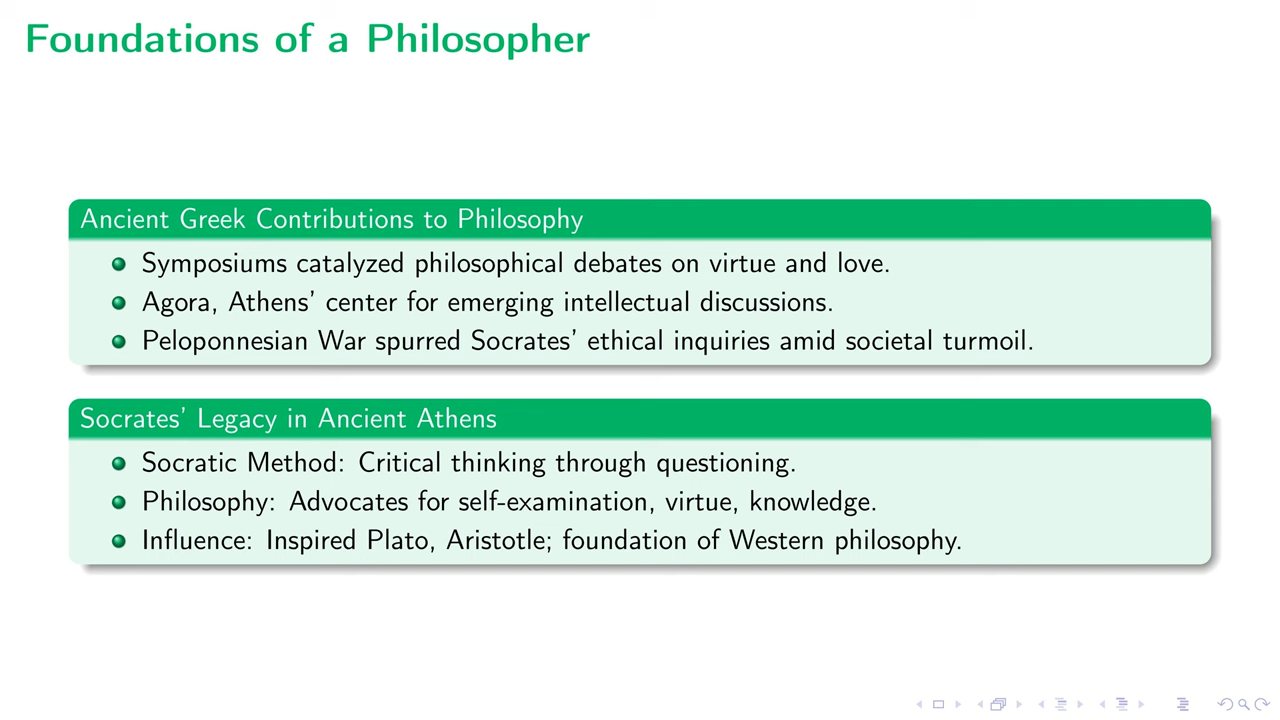 Foundations of a Philosopher
Ancient Greek Contributions to Philosophy
Symposiums catalyzed philosophical debates on virtue and love.
Agora, Athens’ center for emerging intellectual discussions.
Peloponnesian War spurred Socrates’ ethical inquiries amid societal turmoil.
Socrates’ Legacy in Ancient Athens
Socratic Method: Critical thinking through questioning.
Philosophy: Advocates for self-examination, virtue, knowledge.
Influence: Inspired Plato, Aristotle; foundation of Western philosophy.